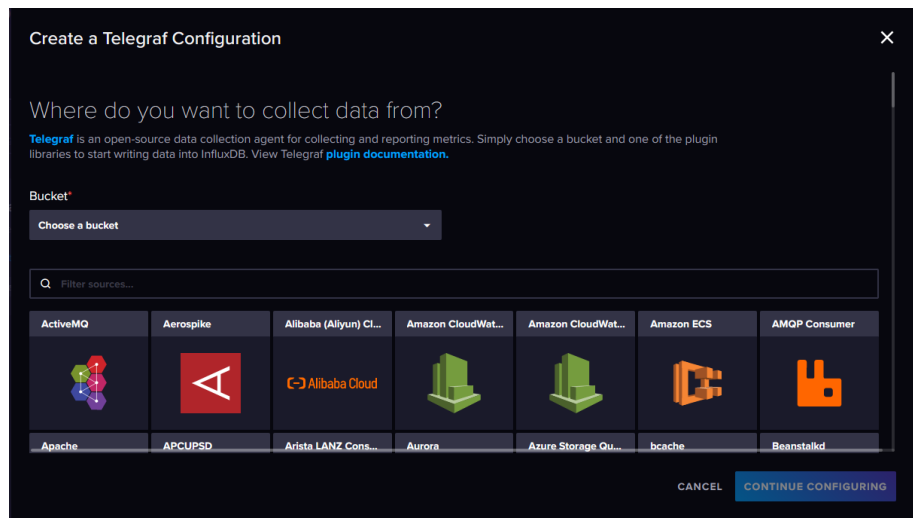 Create a Telegraf Configuration
Where do you want to collect data from?
Telegraf is an open-source data collection agent for collecting and reporting metrics. Simply choose a bucket and one of the plugin
libraries to start writing data into InfluxDB. View Telegraf plugin documentation.
Bucket*
Choose a bucket
Filter sources...
ActiveMQ Aerospike Alibaba (Aliyun) Cl... Amazon CloudWat... Amazon CloudWat... Amazon ECS AMQP Consumer
(-) Alibaba Cloud
Apache APCUPSD Arista LANZ Cons... Aurora Azure Storage Qu... bcache Beanstalkd
CANCEL CONTINUE CONFIGURING